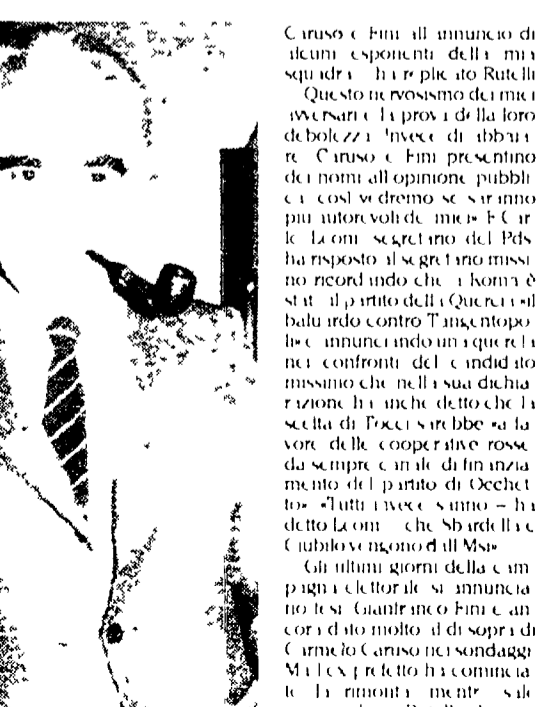 Caruso e Fini all annuncio di
alcuni esponenti della mia
squadra – ha replicato Rutelli
Questo nervosismo dei miei
avversari e la prova della loro
debolezza Invece di abbaia
re Caruso e Fini presentino
dei nomi all opinione pubbli
ca così vedremo se saranno
più autorevoli dei miei» E Car
lo Leoni segretario del Pds
ha risposto al segretario missi
no ricordando che a Roma è
stato il partito della Quercia «il
baluardo contro Tangentopo
li» e annunciando una querela
nei confronti del candidato
missino che nella sua dichia
razione ha anche detto che la
scelta di Tocci sarebbe «a fa
vore delle cooperative rosse
da sempre canale di finanzia
mento del partito di Occhet
to» «Tutti invece sanno – ha
detto Leoni – che Sbardella e
Giubilo vengono dall Msi»
Gli ultimi giorni della cam
pagna elettorale si annuncia
no tesi Gianfranco Fini è an
cora dato molto al di sopra di
Carmelo Caruso nei sondaggi
Ma l ex prefetto ha comincia
to la rimonta mentre sale